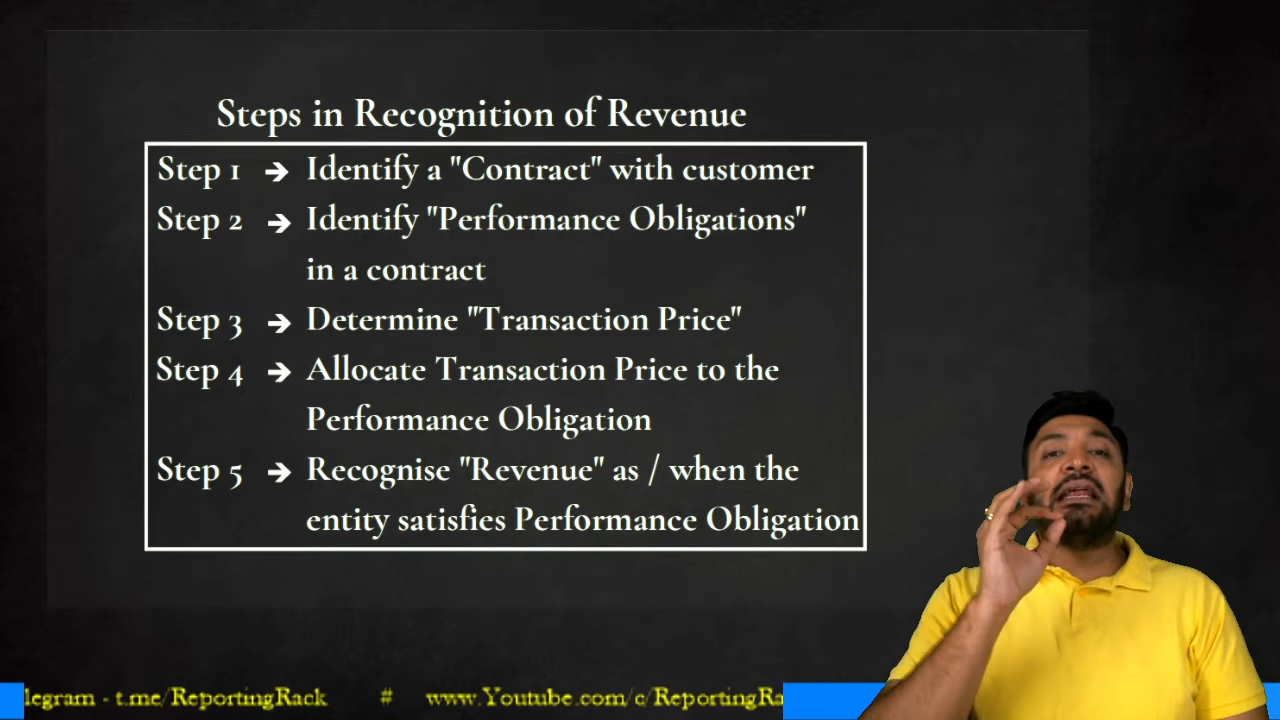 Steps in Recognition of Revenue
Step 1 → Identify a "Contract" with customer
Step 2 → Identify "Performance Obligations"
in a contract
Step 3 → Determine "Transaction Price"
Step 4 → Allocate Transaction Price to the
Performance Obligation
Step 5 → Recognise "Revenue" as / when the
entity satisfies Performance Obligation
legram - t.me/ReportingRack # www.Youtube.com/c/ReportingRa